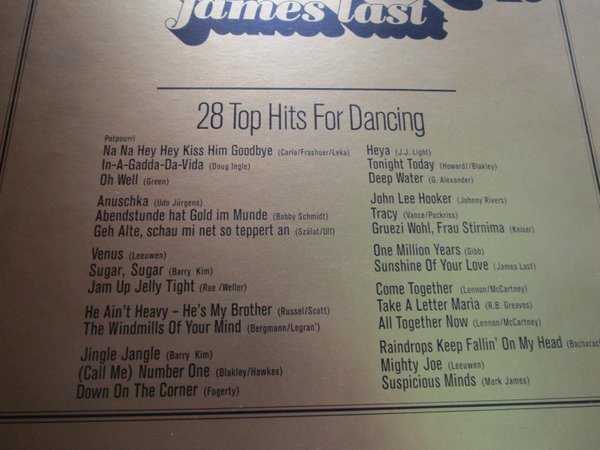 james last
28 Top Hits For Dancing
Potpourri
Na Na Hey Hey Kiss Him Goodbye (Carlo/Frashuer/Leka)
In-A-Gadda-Da-Vida (Doug Ingle)
Oh Well (Green)
Anuschka (Udo Jürgens)
Abendstunde hat Gold im Munde (Bobby Schmidt)
Geh Alte, schau mi net so teppert an (Szálat/Ull)
Venus (Leeuwen)
Sugar, Sugar (Barry Kim)
Jam Up Jelly Tight (Roe /Weller)
He Ain't Heavy – He's My Brother (Russel/Scott)
The Windmills Of Your Mind (Bergmann/Legran')
Jingle Jangle (Barry Kim)
(Call Me) Number One (Blakley/Hawkes)
Down On The Corner (Fogerty)
Heya (J.J. Light)
Tonight Today (Howard//Blakley)
Deep Water (G. Alexander)
John Lee Hooker (Johnny Rivers)
Tracy (Vance/Pockriss)
Gruezi Wohl, Frau Stirnima (Keiser)
One Million Years (Gibb)
Sunshine Of Your Love (James Last)
Come Together (Lennon/McCartney)
Take A Letter Maria (R.B. Greaves)
All Together Now (Lennon/McCartney)
Raindrops Keep Fallin' On My Head (Bacharach
Mighty Joe (Leeuwen)
Suspicious Minds (Mark James)